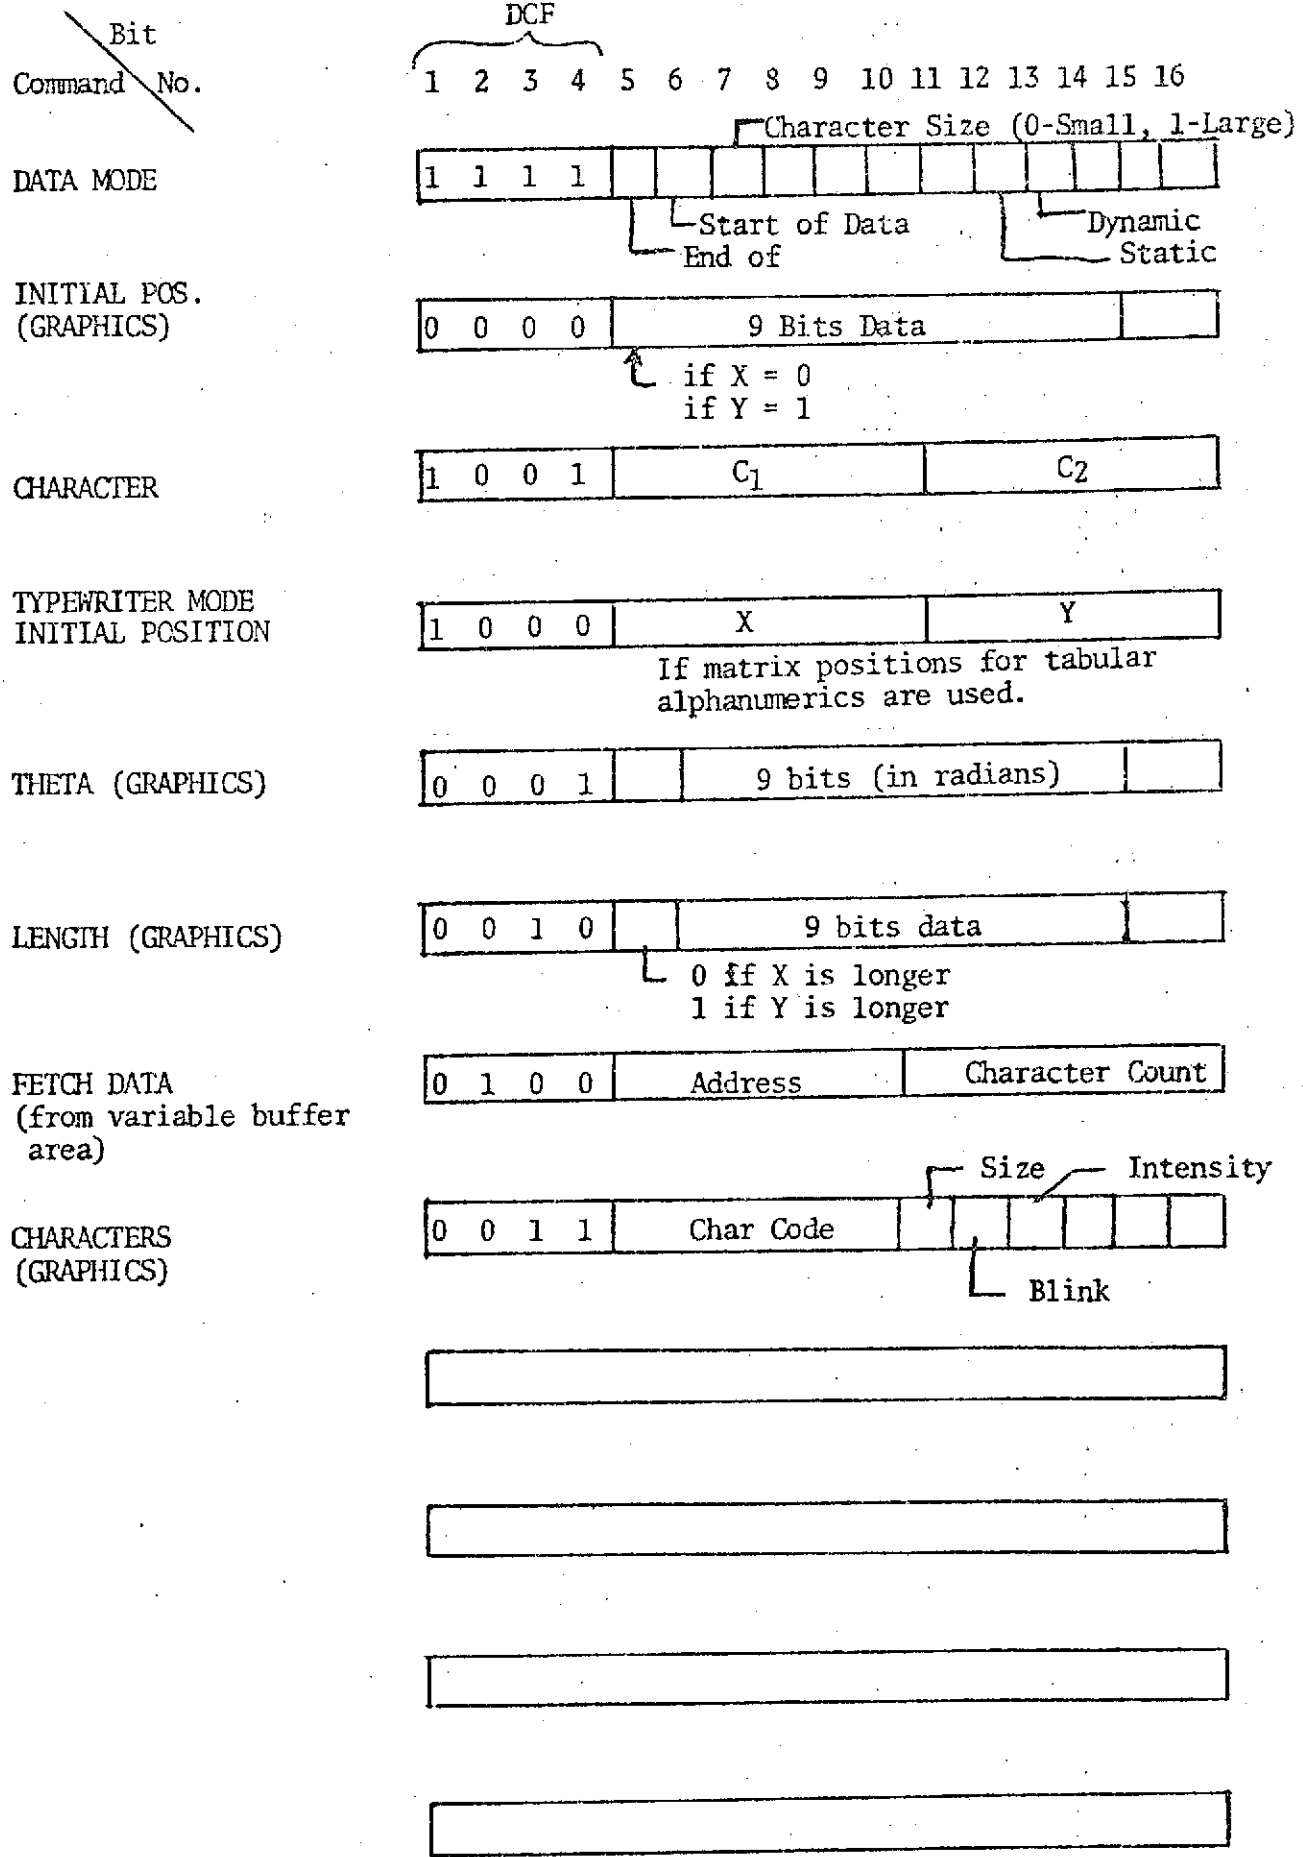 DCF
Bit
Command No.
1 2 3 4 5 6 7 8 9 10 11 12 13 14 15 16
Character Size (0-Small, 1-Large)
DATA MODE
1 1 1 1
Start of Data
Dynamic
End of
Static
INITIAL POS.
(GRAPHICS)
0 0 0 0 9 Bits Data
if X = 0
if Y = 1
CHARACTER
1 0 0 1 C1 C2
TYPEWRITER MODE
INITIAL POSITION
1 0 0 0 X Y
If matrix positions for tabular
alphanumerics are used.
THETA (GRAPHICS)
0 0 0 1 9 bits (in radians)
LENGTH (GRAPHICS)
0 0 1 0 9 bits data
0 if X is longer
1 if Y is longer
FETCH DATA
(from variable buffer
area)
0 1 0 0 Address Character Count
Size Intensity
CHARACTERS
(GRAPHICS)
0 0 1 1 Char Code
Blink